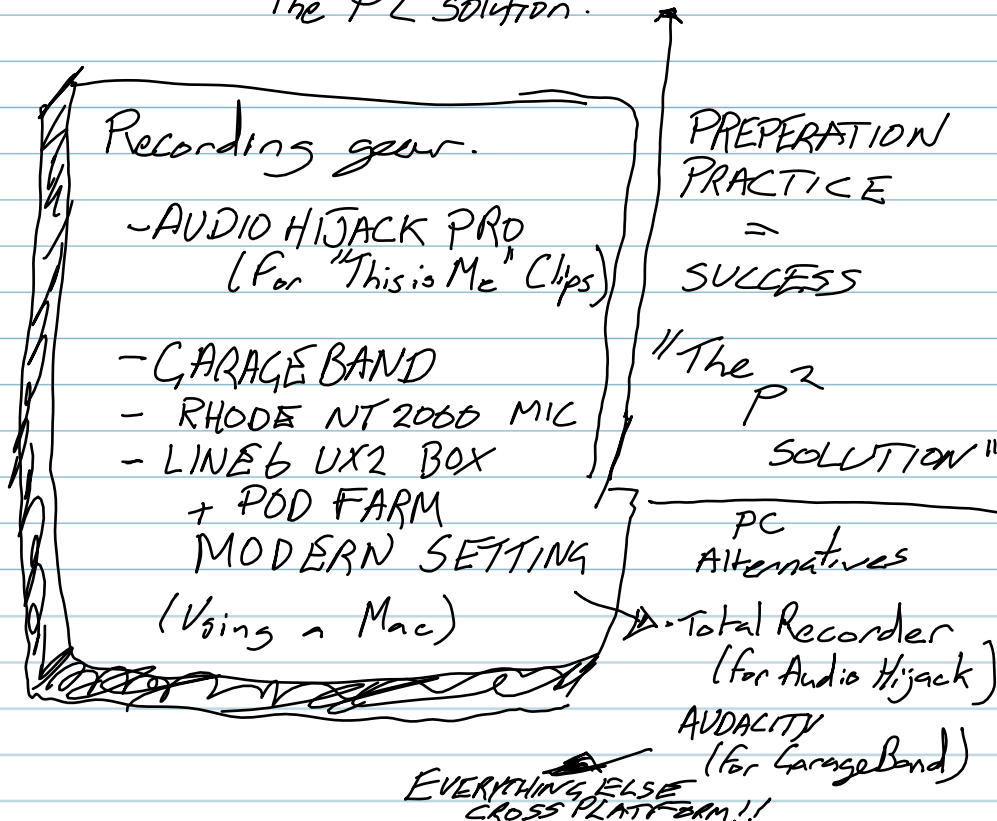 The P2 Solution.
Recording gear.
- AUDIO HIJACK PRO
(For "This is Me" Clips)
- GARAGEBAND
- RHODE NT2000 MIC
- LINE6 UX2 BOX
+ POD FARM
MODERN SETTING
(Using a Mac)
PREPERATION
PRACTICE
=
SUCCESS
"The
P2
SOLUTION"
PC
Alternatives
Total Recorder
(for Audio Hijack)
AUDACITY
(for GarageBand)
EVERYTHING ELSE
CROSS PLATFORM!!